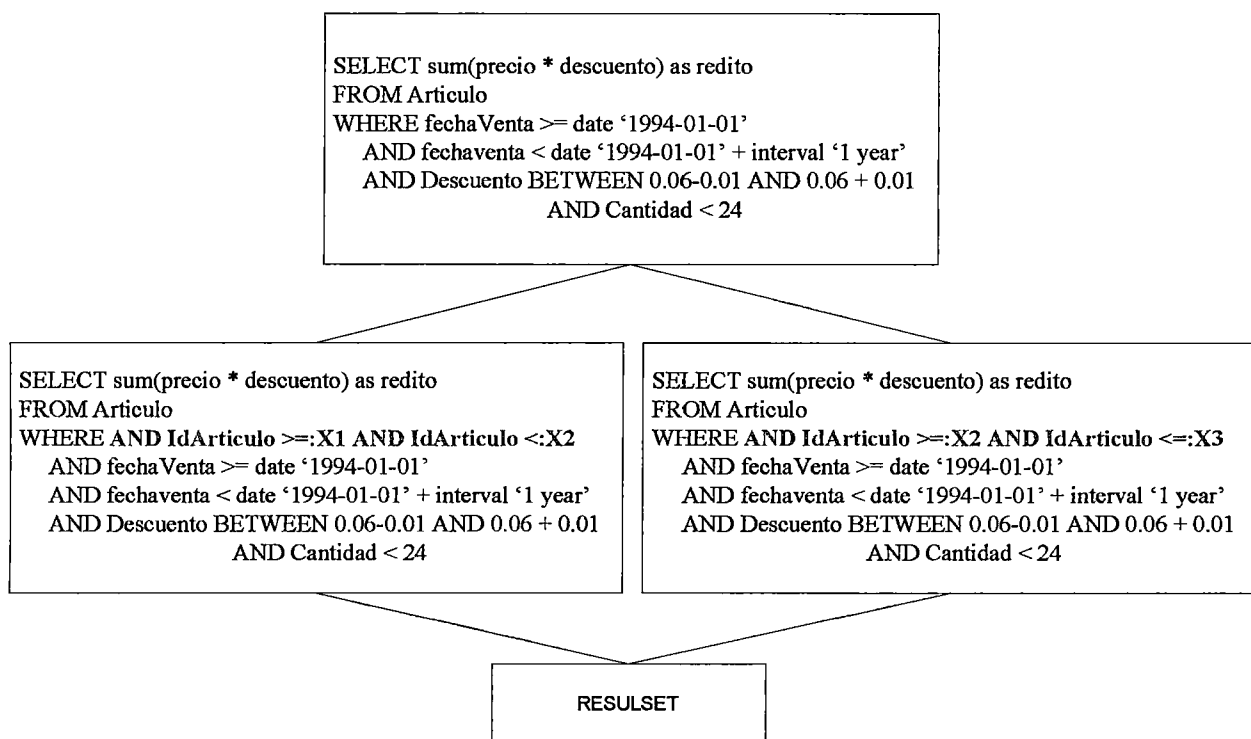 SELECT sum(precio * descuento) as redito
FROM Articulo
WHERE fechaVenta >= date ‘1994-01-01’
AND fechaventa < date ‘1994-01-01’ + interval ‘1 year’
AND Descuento BETWEEN 0.06-0.01 AND 0.06 + 0.01
AND Cantidad < 24
SELECT sum(precio * descuento) as redito
FROM Articulo
WHERE AND IdArticulo >=:X1 AND IdArticulo <:X2
AND fechaVenta >= date ‘1994-01-01’
AND fechaventa < date ‘1994-01-01’ + interval ‘1 year’
AND Descuento BETWEEN 0.06-0.01 AND 0.06 + 0.01
AND Cantidad < 24
SELECT sum(precio * descuento) as redito
FROM Articulo
WHERE AND IdArticulo >=:X2 AND IdArticulo <=:X3
AND fechaVenta >= date ‘1994-01-01’
AND fechaventa < date ‘1994-01-01’ + interval ‘1 year’
AND Descuento BETWEEN 0.06-0.01 AND 0.06 + 0.01
AND Cantidad < 24
RESULSET